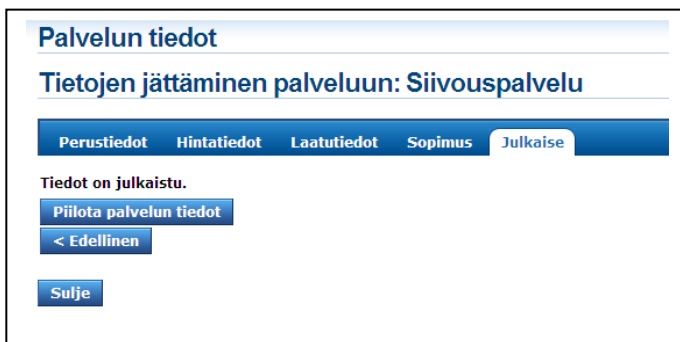 Palvelun tiedot
Tietojen jättäminen palveluun: Siivouspalvelu
Perustiedot Hintatiedot Laatutiedot Sopimus Julkaise
Tiedot on julkaistu.
Piilota palvelun tiedot
< Edellinen
Sulje